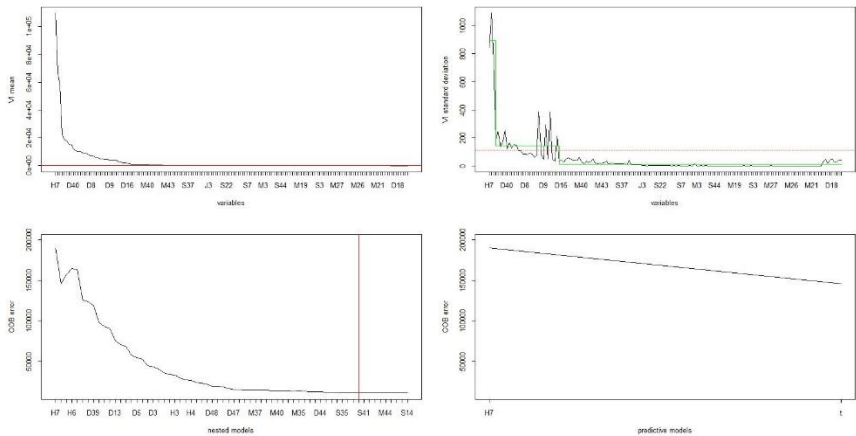 VI mean
0e+00 2e+04 4e+04 6e+04 8e+04 1e+05
H7 D40 D8 D9 D16 M40 M43 S37 J3 S22 S7 M3 S44 M19 S3 M27 M26 M21 D18
variables
VI standard deviation
0 200 400 600 800 1000
H7 D40 D8 D9 D16 M40 M43 S37 J3 S22 S7 M3 S44 M19 S3 M27 M26 M21 D18
variables
OOB error
50000 100000 150000 200000
H7 H6 D39 D13 D6 D3 H3 H4 D48 D47 M37 M40 M35 D44 S35 S41 M44 S14
nested models
OOB error
50000 100000 150000 200000
H7 t
predictive models